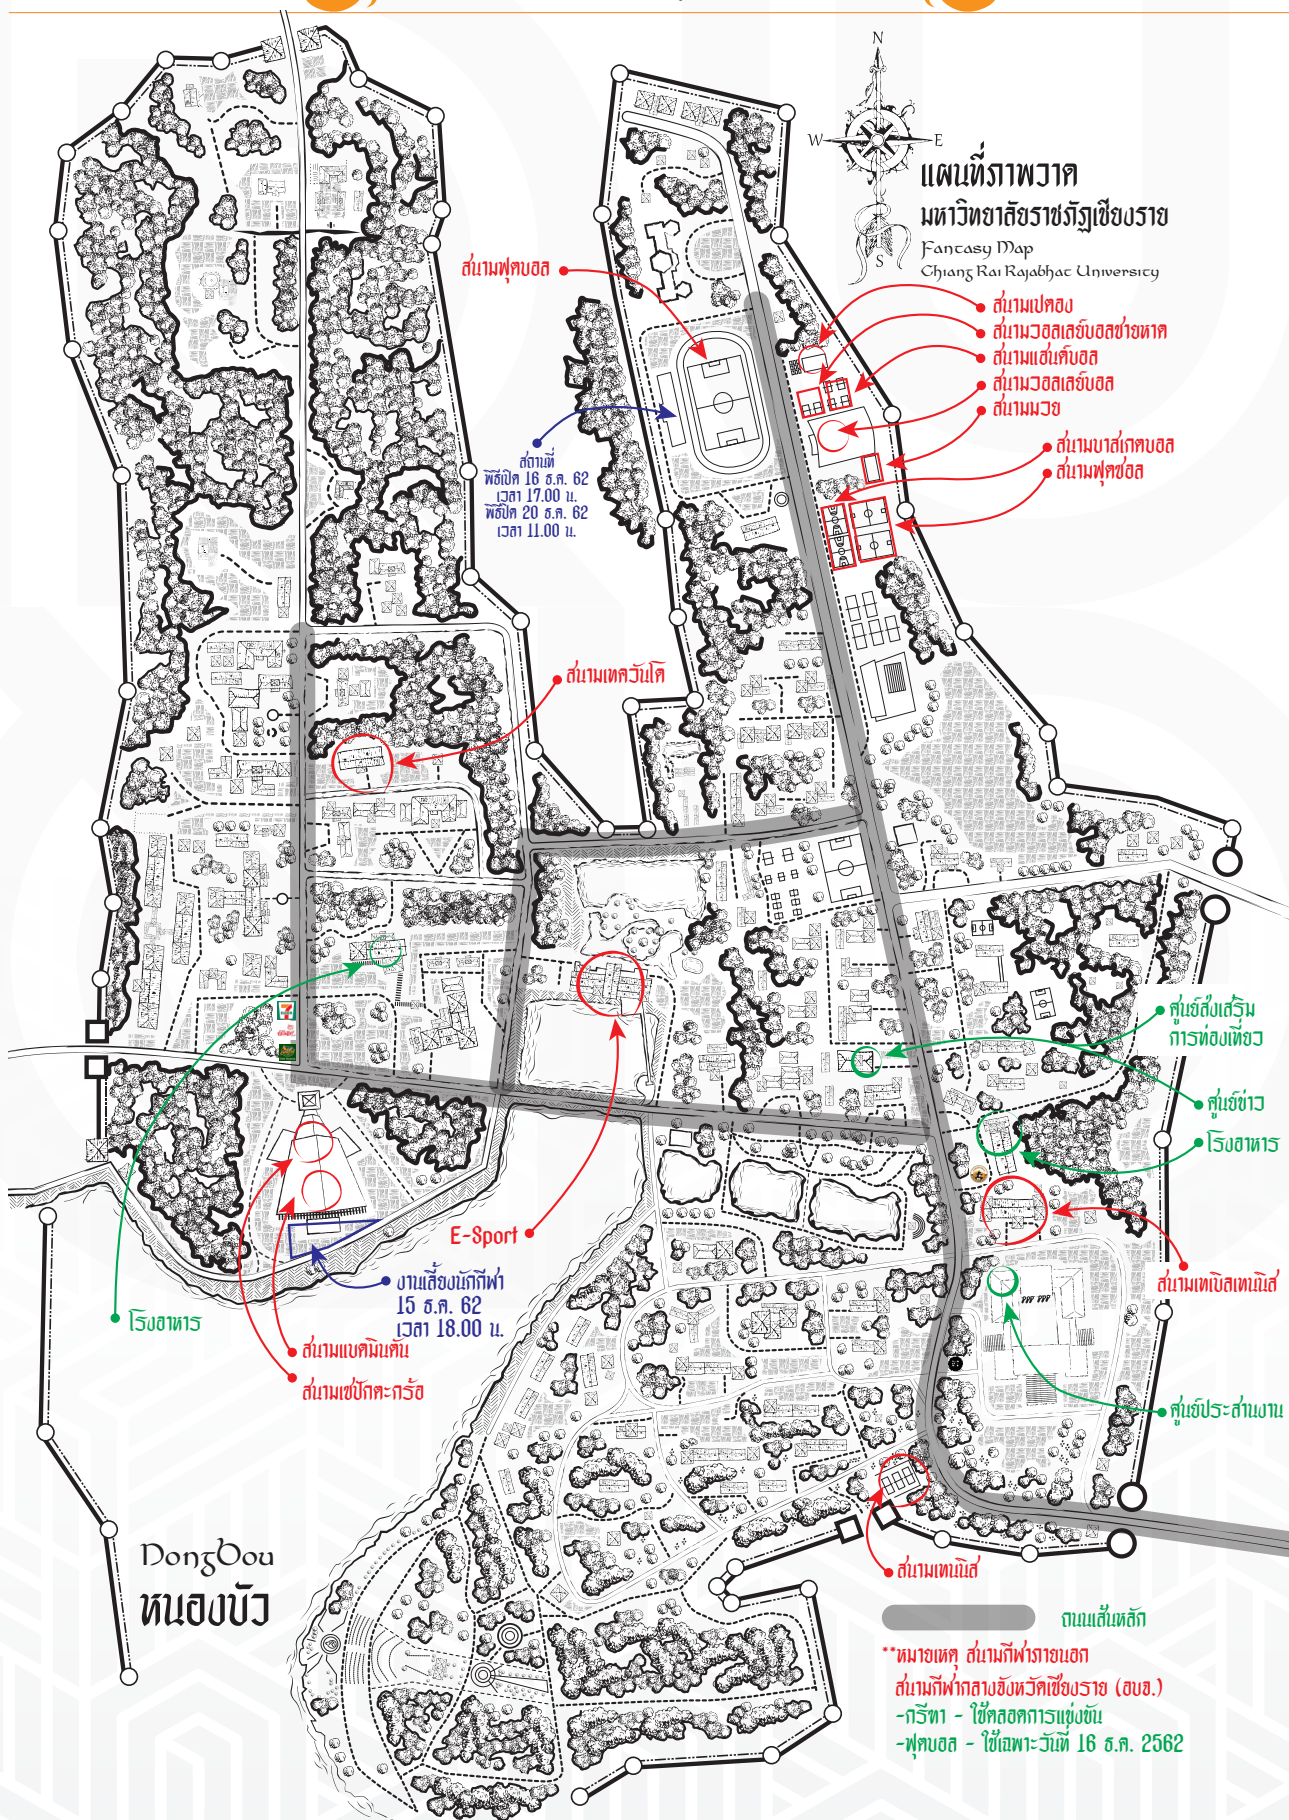 N
W
E
S
แผนที่ภาพวาด
มหาวิทยาลัยราชภัฏเชียงราย
Fantasy Map
Chiang Rai Rajabhat University
สนามฟุตบอล
สนามเปตอง
สนามวอลเลย์บอลชายหาด
สนามแฮนด์บอล
สนามวอลเลย์บอล
สนามมวย
สนามบาสเกตบอล
สนามฟุตซอล
สถานที่
พิธีเปิด 16 ธ.ค. 62
เวลา 17.00 น.
พิธีปิด 20 ธ.ค. 62
เวลา 11.00 น.
สนามเทควันโด
ศูนย์ส่งเสริม
การท่องเที่ยว
ศูนย์ข่าว
โรงอาหาร
สนามเทเบิลเทนนิส
E-Sport
งานเลี้ยงนักกีฬา
15 ธ.ค. 62
เวลา 18.00 น.
โรงอาหาร
สนามแบดมินตัน
สนามเซปักตะกร้อ
ศูนย์ประสานงาน
สนามเทนนิส
NongBou
หนองบัว
ถนนเส้นหลัก
**หมายเหตุ สนามกีฬาภายนอก
สนามกีฬากลางจังหวัดเชียงราย (อบจ.)
-กรีฑา - ใช้ตลอดการแข่งขัน
-ฟุตบอล - ใช้เฉพาะวันที่ 16 ธ.ค. 2562